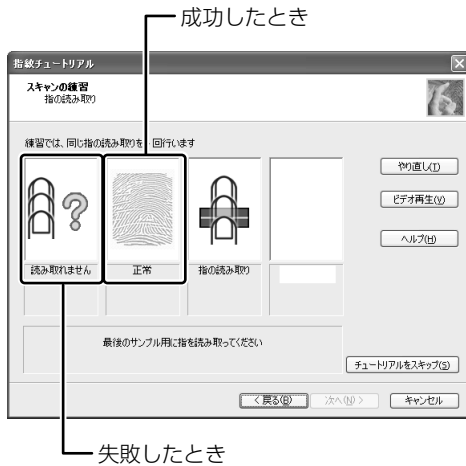 成功したとき
指紋チュートリアル
スキャンの練習
指の読み取り
練習では、同じ指の読み取りを 回行います
やり直し(T)
ビデオ再生(V)
ヘルプ(H)
読み取れません
正常
指の読み取り
最後のサンプル用に指を読み取ってください
チュートリアルをスキップ(S)
< 戻る(B)
次へ(N) >
キャンセル
失敗したとき